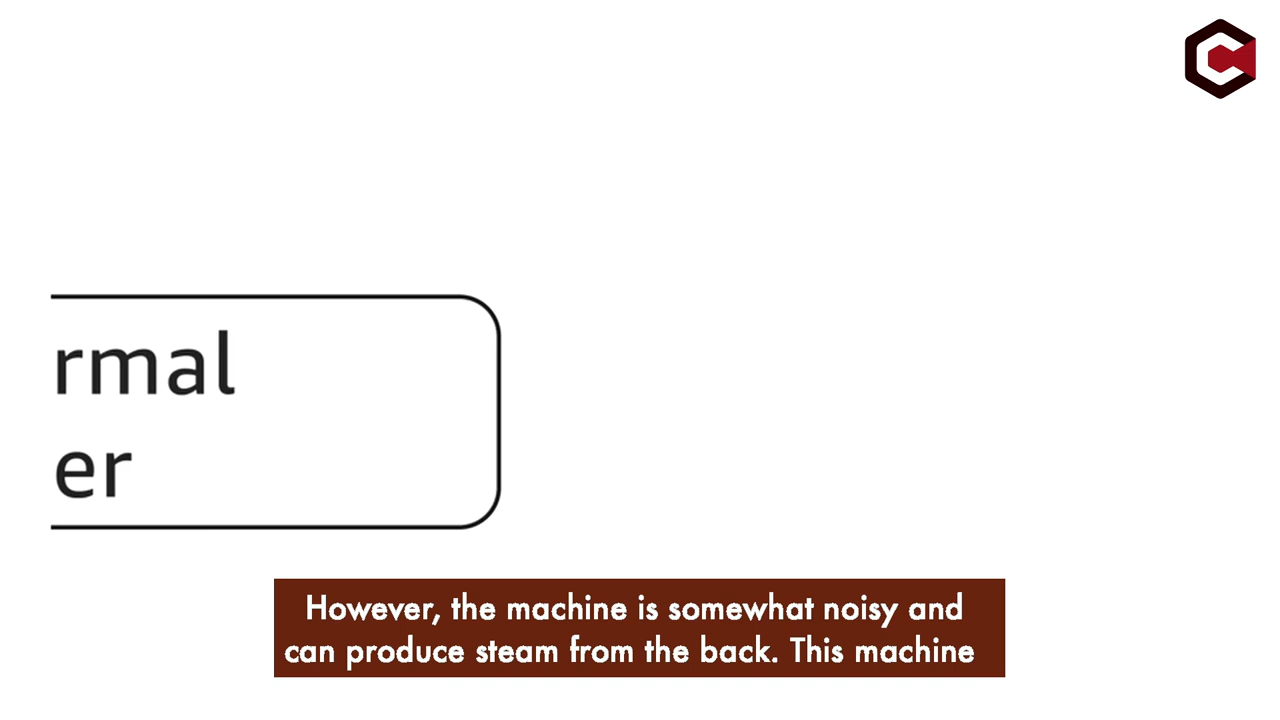 rmal
er
However, the machine is somewhat noisy and
can produce steam from the back. This machine